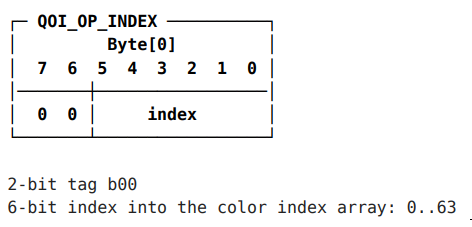 QOI_OP_INDEX
Byte[0]
7 6 5 4 3 2 1 0
0 0 index
2-bit tag b00
6-bit index into the color index array: 0..63